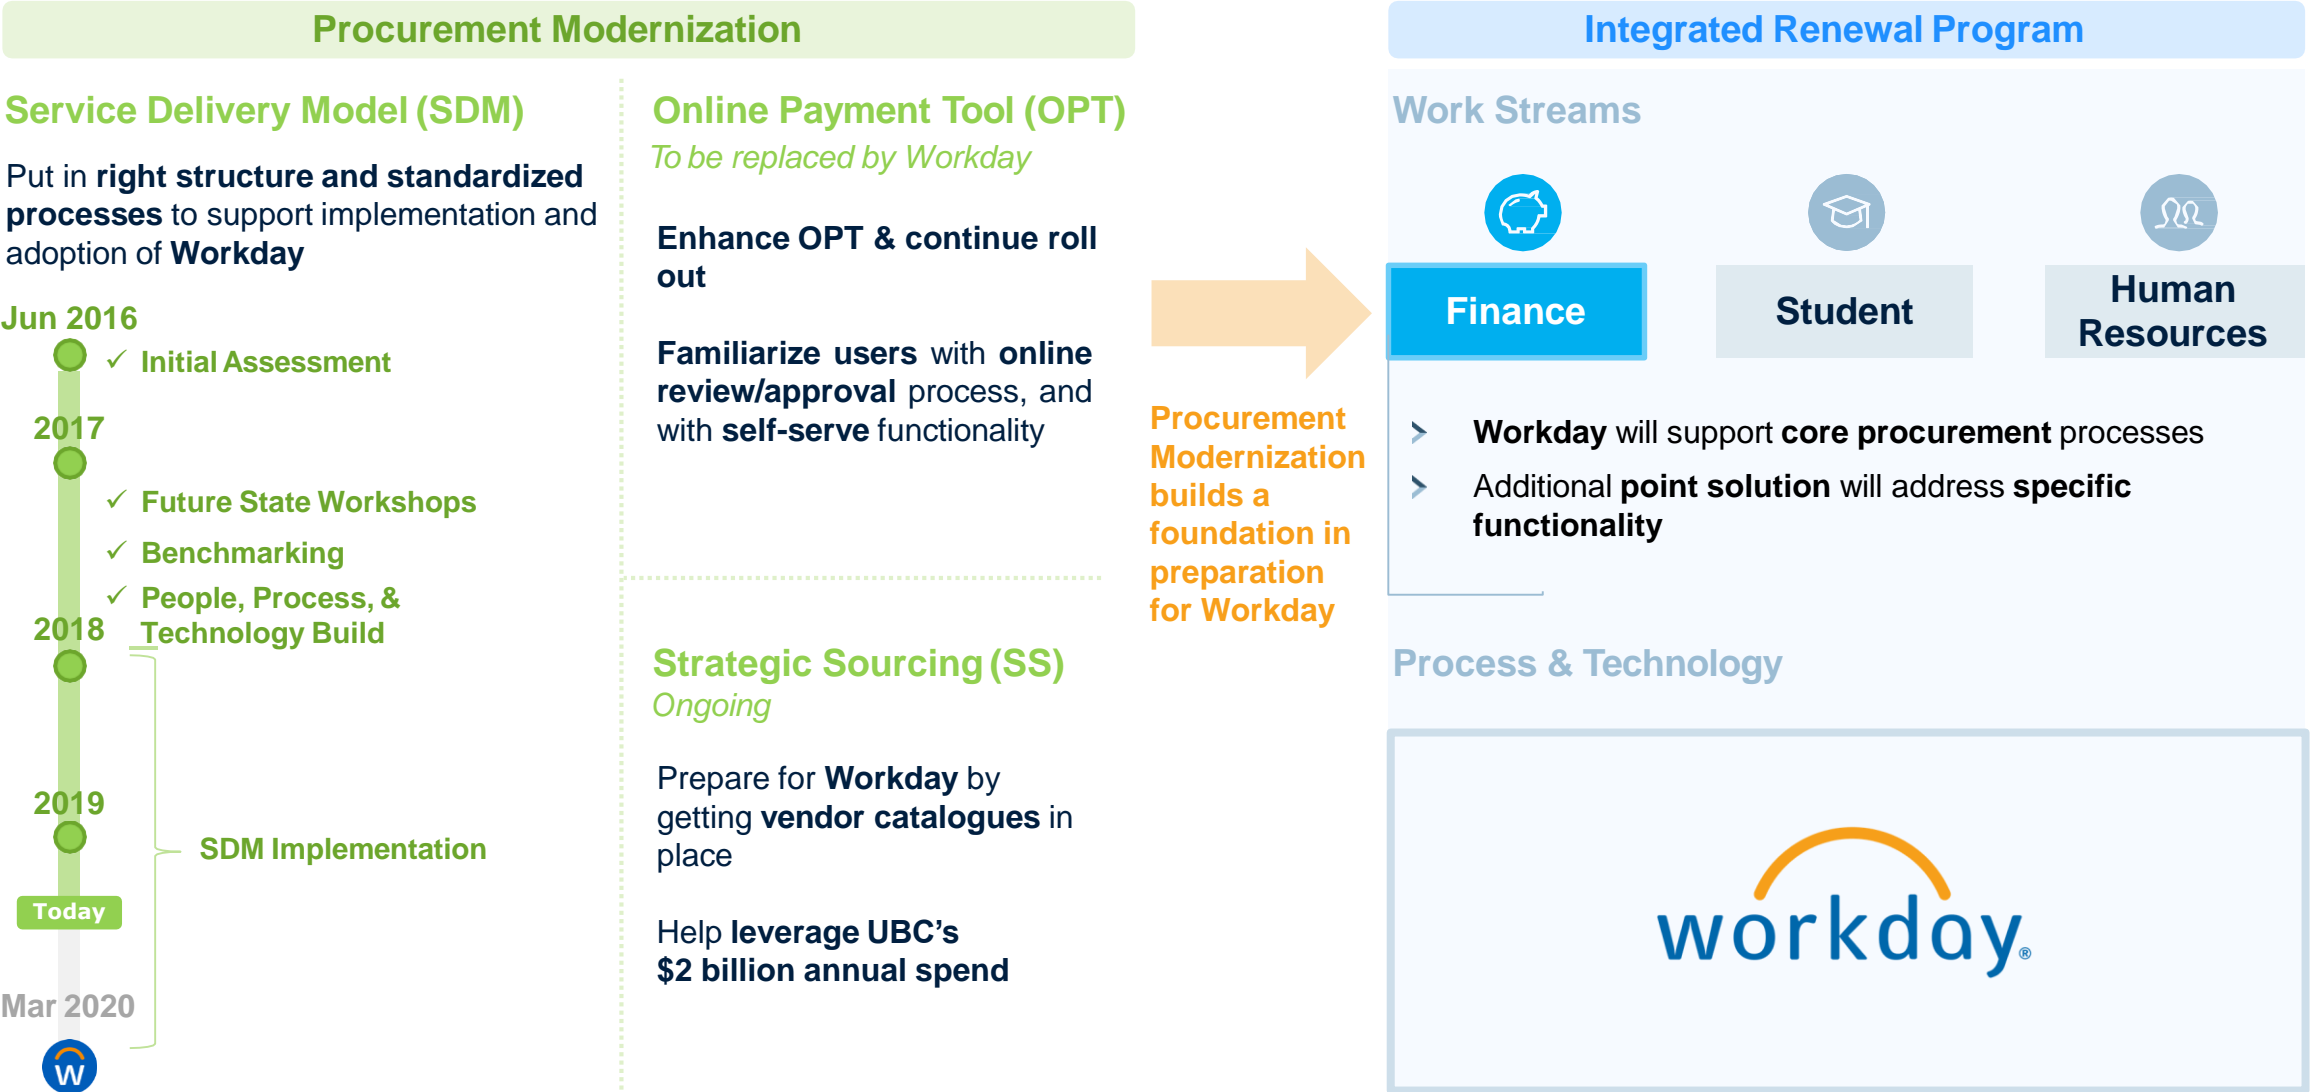 Procurement Modernization
Service Delivery Model (SDM)
Put in right structure and standardized
processes to support implementation and
adoption of Workday
Jun 2016
✓ Initial Assessment
2017
✓ Future State Workshops
✓ Benchmarking
✓ People, Process, &
Technology Build
2018
2019
SDM Implementation
Today
Mar 2020
W
Online Payment Tool (OPT)
To be replaced by Workday
Enhance OPT & continue roll
out
Familiarize users with online
review/approval process, and
with self-serve functionality
Strategic Sourcing (SS)
Ongoing
Prepare for Workday by
getting vendor catalogues in
place
Help leverage UBC’s
$2 billion annual spend
Procurement
Modernization
builds a
foundation in
preparation
for Workday
Integrated Renewal Program
Work Streams
Finance
Student
Human
Resources
Workday will support core procurement processes
Additional point solution will address specific
functionality
Process & Technology
workday®